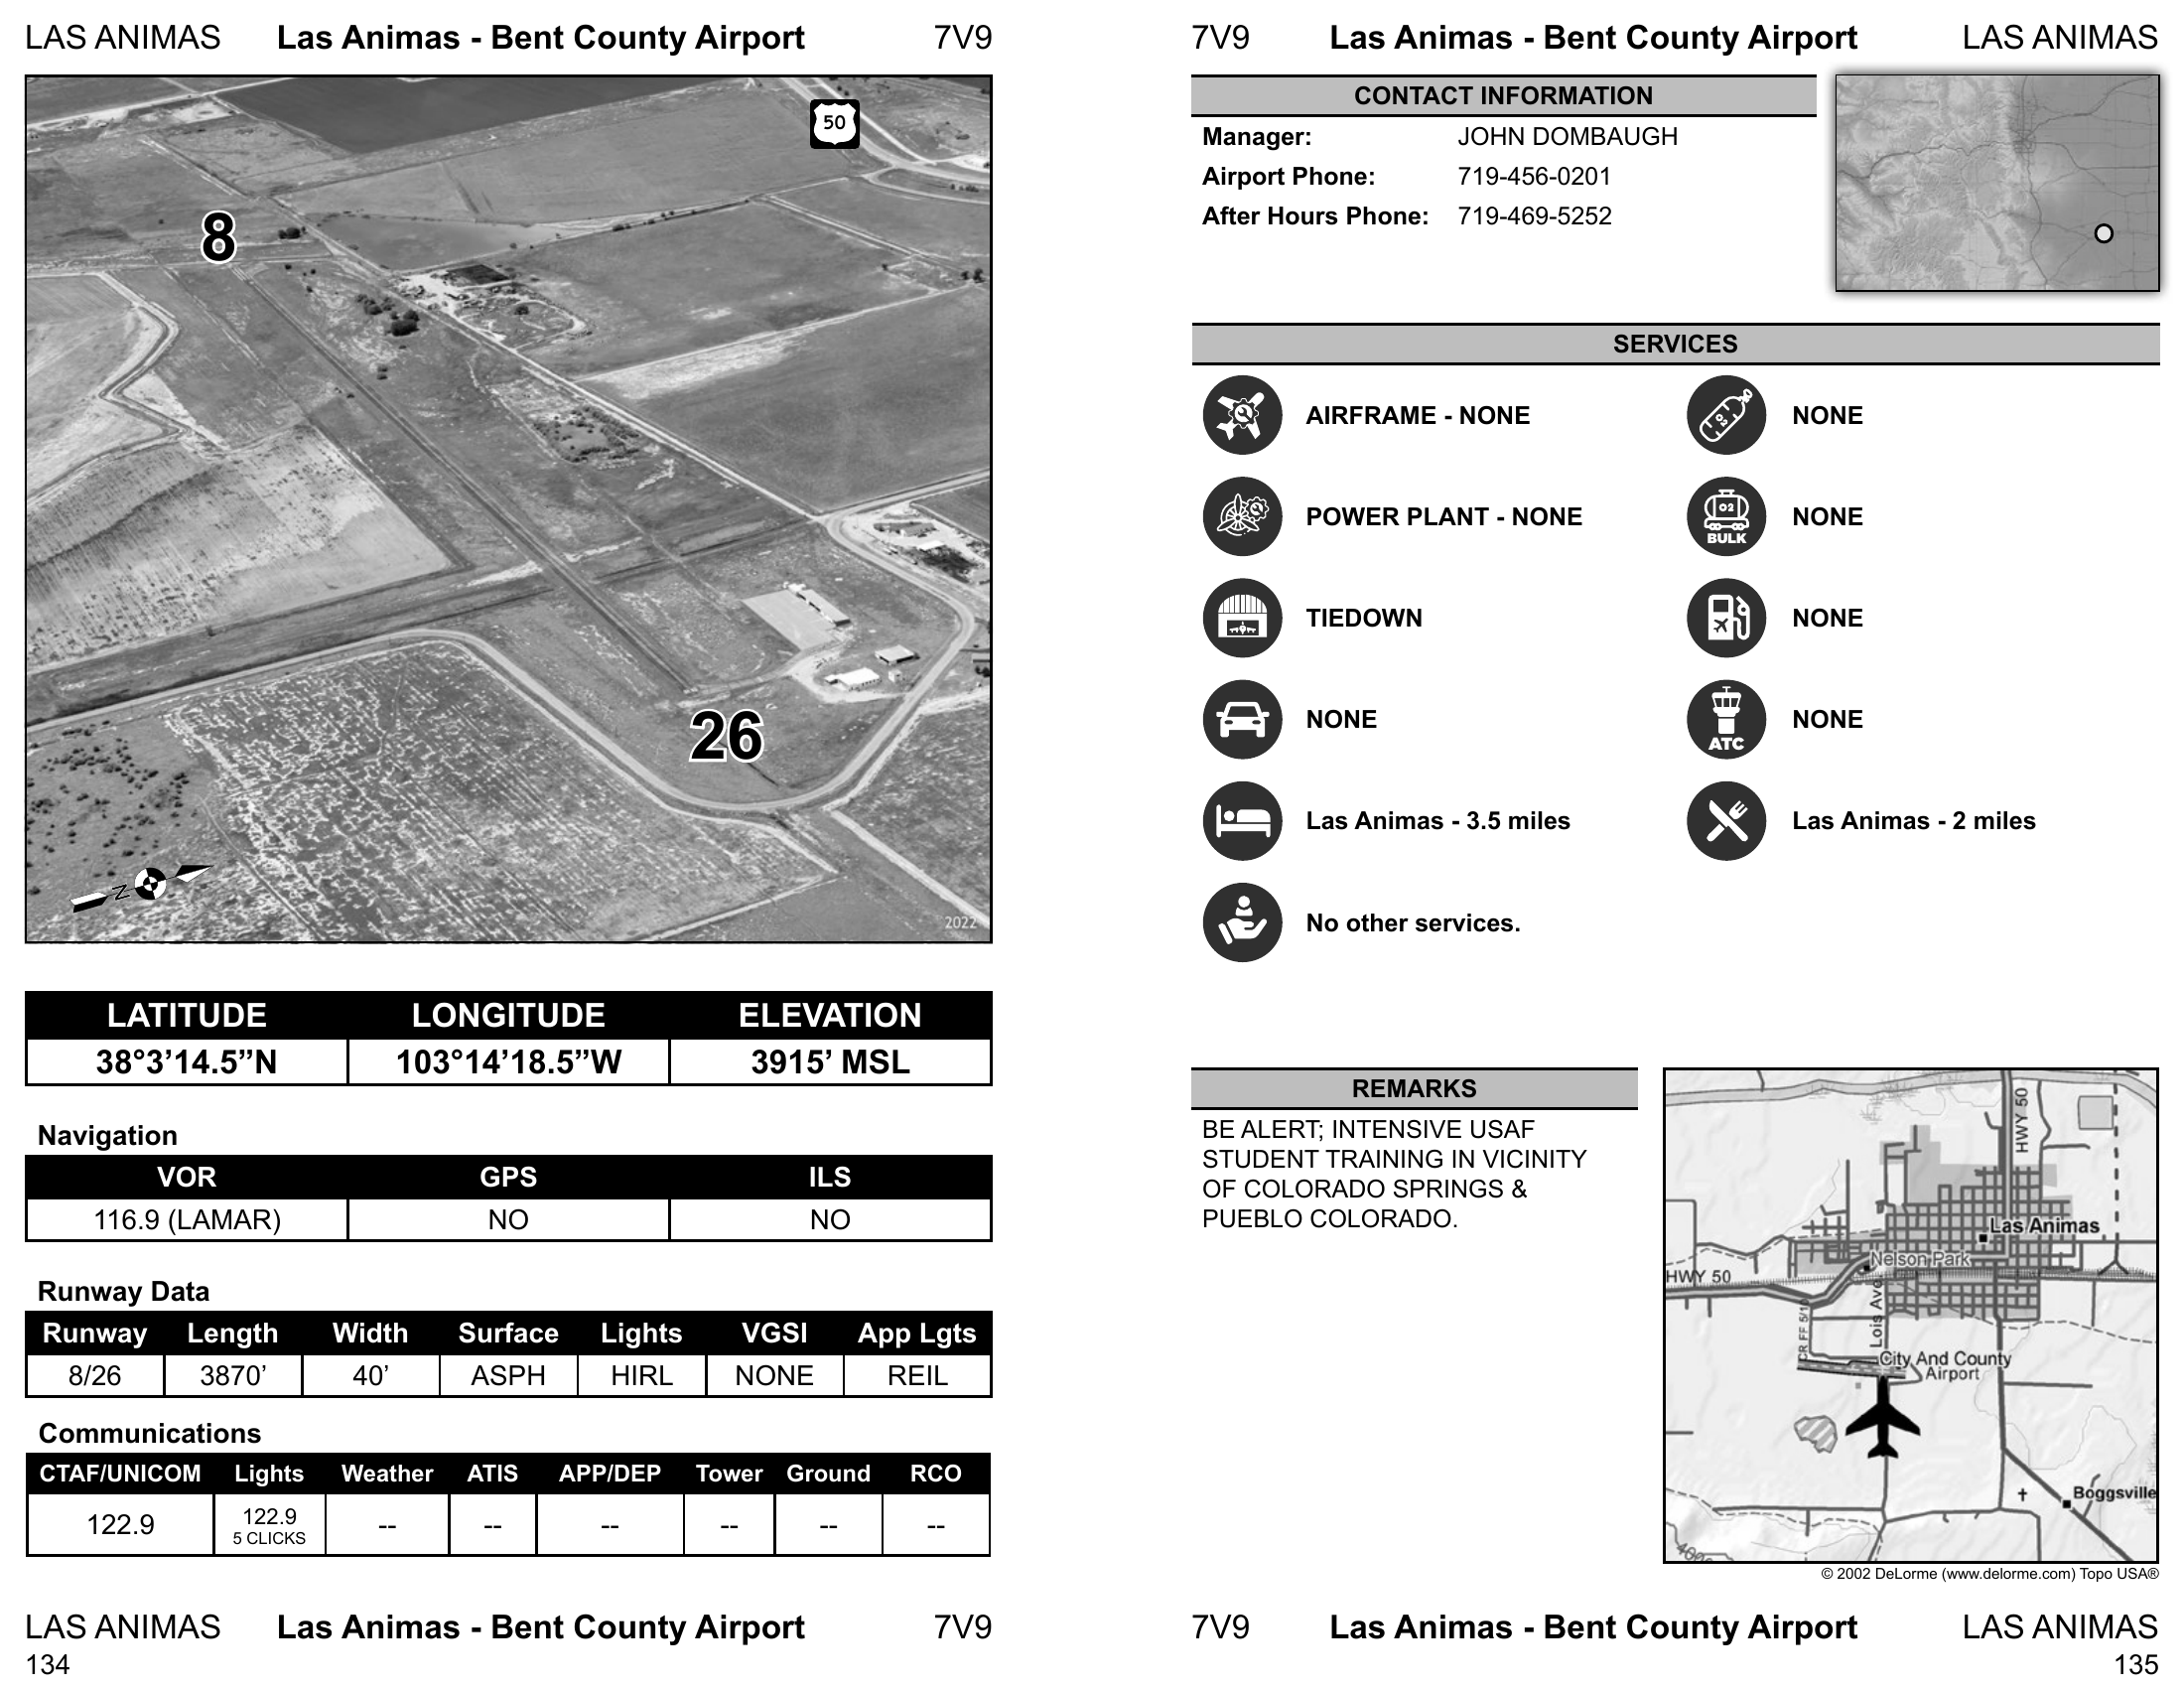 LAS ANIMAS Las Animas - Bent County Airport 7V9
50
8
26
N
2022
LATITUDE LONGITUDE ELEVATION
38°3’14.5”N 103°14’18.5”W 3915’ MSL
Navigation
VOR GPS ILS
116.9 (LAMAR) NO NO
Runway Data
Runway Length Width Surface Lights VGSI App Lgts
8/26 3870’ 40’ ASPH HIRL NONE REIL
Communications
CTAF/UNICOM Lights Weather ATIS APP/DEP Tower Ground RCO
122.9 122.9 -- -- -- -- -- --
5 CLICKS
LAS ANIMAS Las Animas - Bent County Airport 7V9
134
7V9 Las Animas - Bent County Airport LAS ANIMAS
CONTACT INFORMATION
Manager: JOHN DOMBAUGH
Airport Phone: 719-456-0201
After Hours Phone: 719-469-5252
SERVICES
AIRFRAME - NONE
O2
NONE
POWER PLANT - NONE
O2
BULK
NONE
TIEDOWN
NONE
NONE
ATC
NONE
Las Animas - 3.5 miles
Las Animas - 2 miles
No other services.
REMARKS
BE ALERT; INTENSIVE USAF
STUDENT TRAINING IN VICINITY
OF COLORADO SPRINGS &
PUEBLO COLORADO.
HWY 50
Las Animas
Nelson Park
HWY 50
Lois Ave
CR FF 5/10
City And County
Airport
Boggsville
© 2002 DeLorme (www.delorme.com) Topo USA®
7V9 Las Animas - Bent County Airport LAS ANIMAS
135